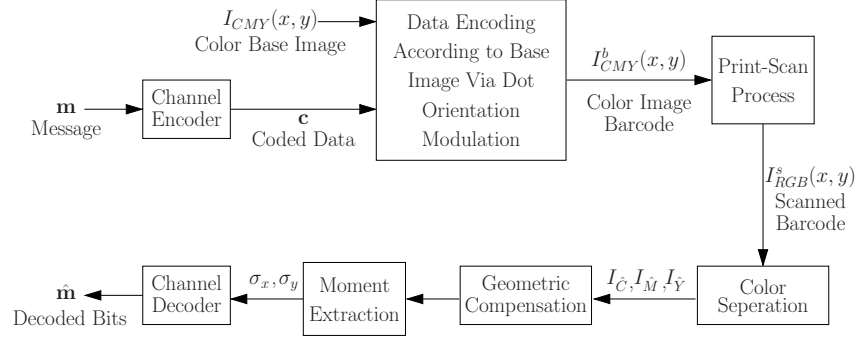 I_{CMY}(x, y)
Color Base Image
m
Message
Channel
Encoder
c
Coded Data
Data Encoding
According to Base
Image Via Dot
Orientation
Modulation
I^b_{CMY}(x, y)
Color Image
Barcode
Print-Scan
Process
I^s_{RGB}(x, y)
Scanned
Barcode
Color
Seperation
I_Ĉ, I_M̂, I_Ŷ
Geometric
Compensation
Moment
Extraction
σ_x, σ_y
Channel
Decoder
m̂
Decoded Bits